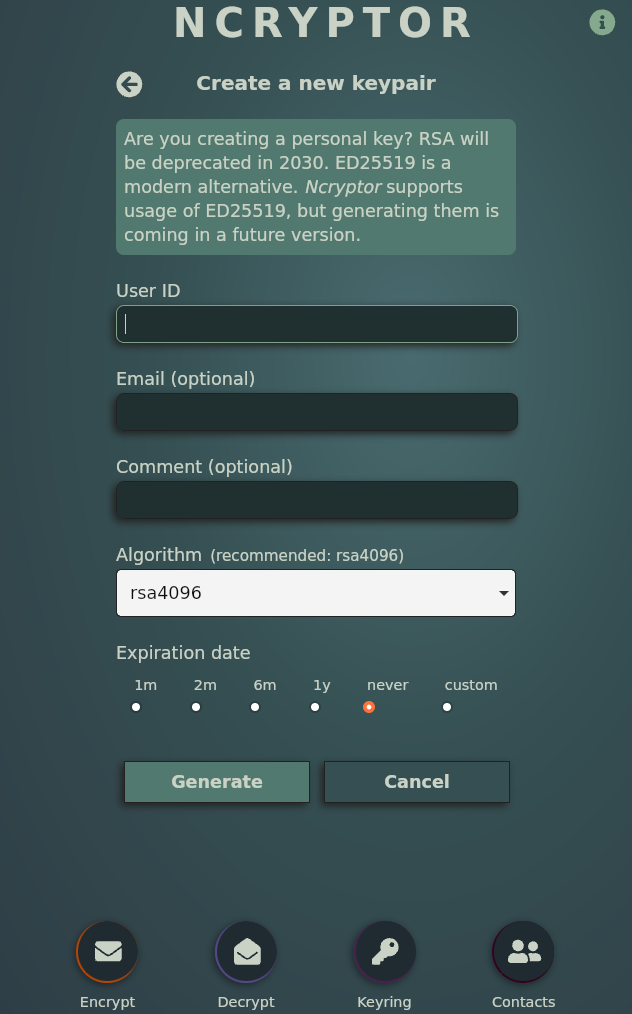 NCRYPTOR
Create a new keypair
Are you creating a personal key? RSA will
be deprecated in 2030. ED25519 is a
modern alternative. Ncryptor supports
usage of ED25519, but generating them is
coming in a future version.
User ID
Email (optional)
Comment (optional)
Algorithm (recommended: rsa4096)
rsa4096
Expiration date
1m 2m 6m 1y never custom
Generate Cancel
Encrypt Decrypt Keyring Contacts